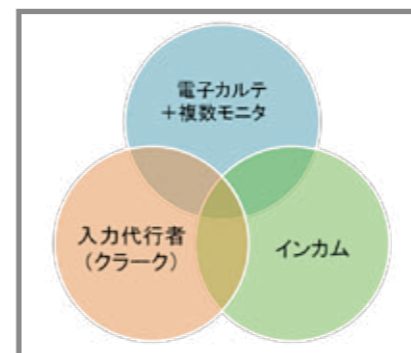 電子カルテ
＋複数モニタ
入力代行者
（クラーク）
インカム